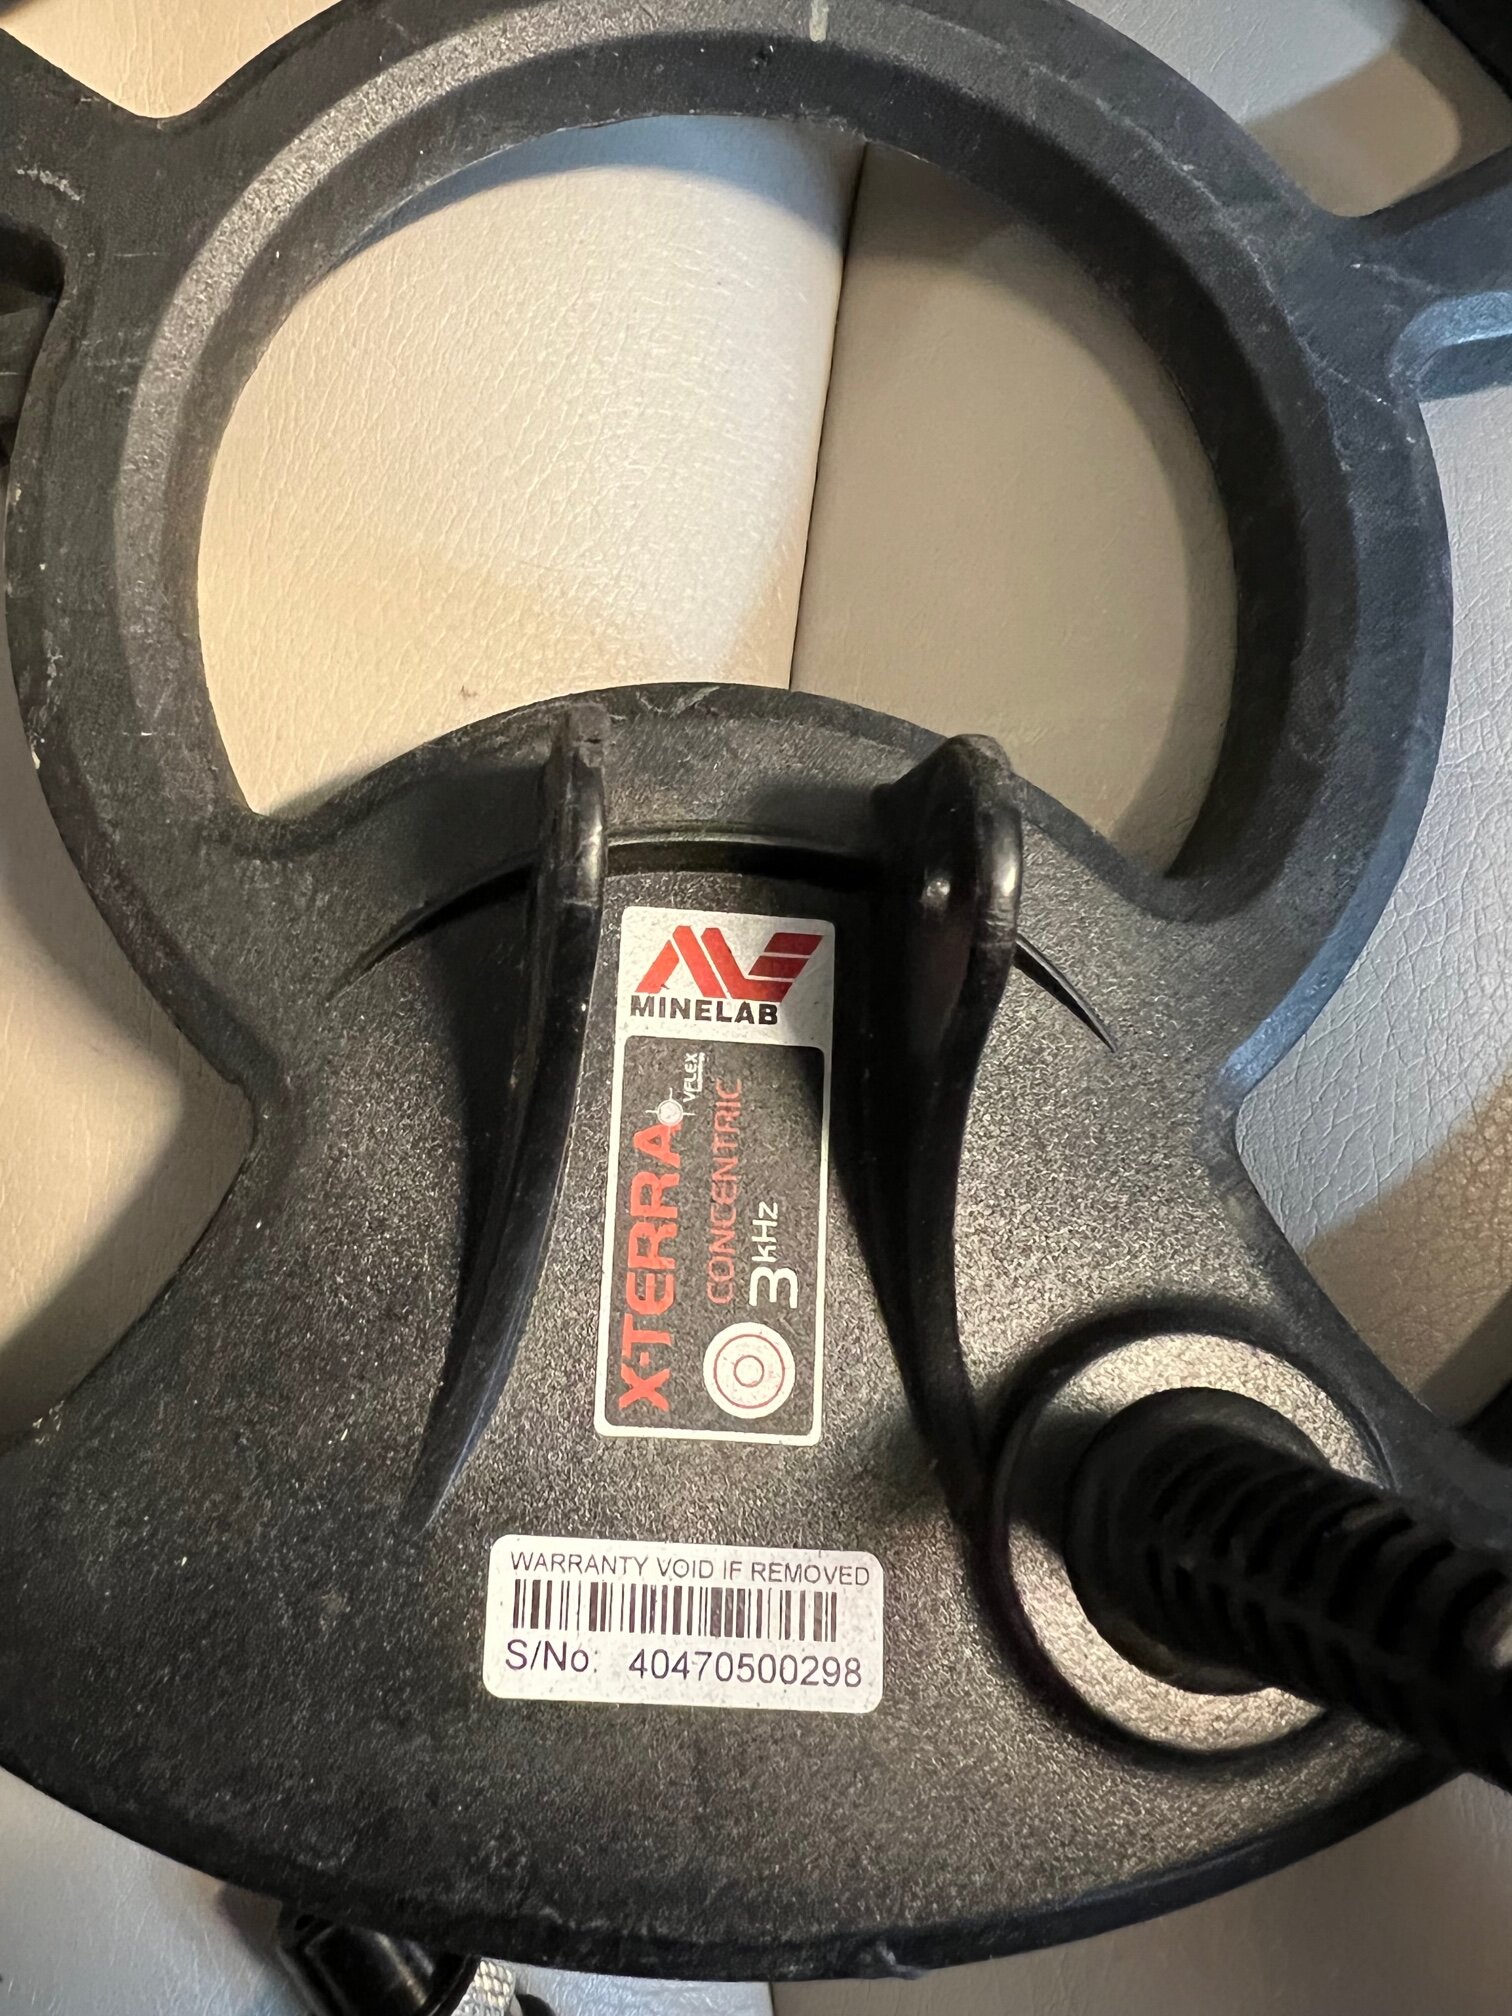 MINELAB
X-TERRA
VFLEX
CONCENTRIC
3kHz
WARRANTY VOID IF REMOVED
S/No: 40470500298